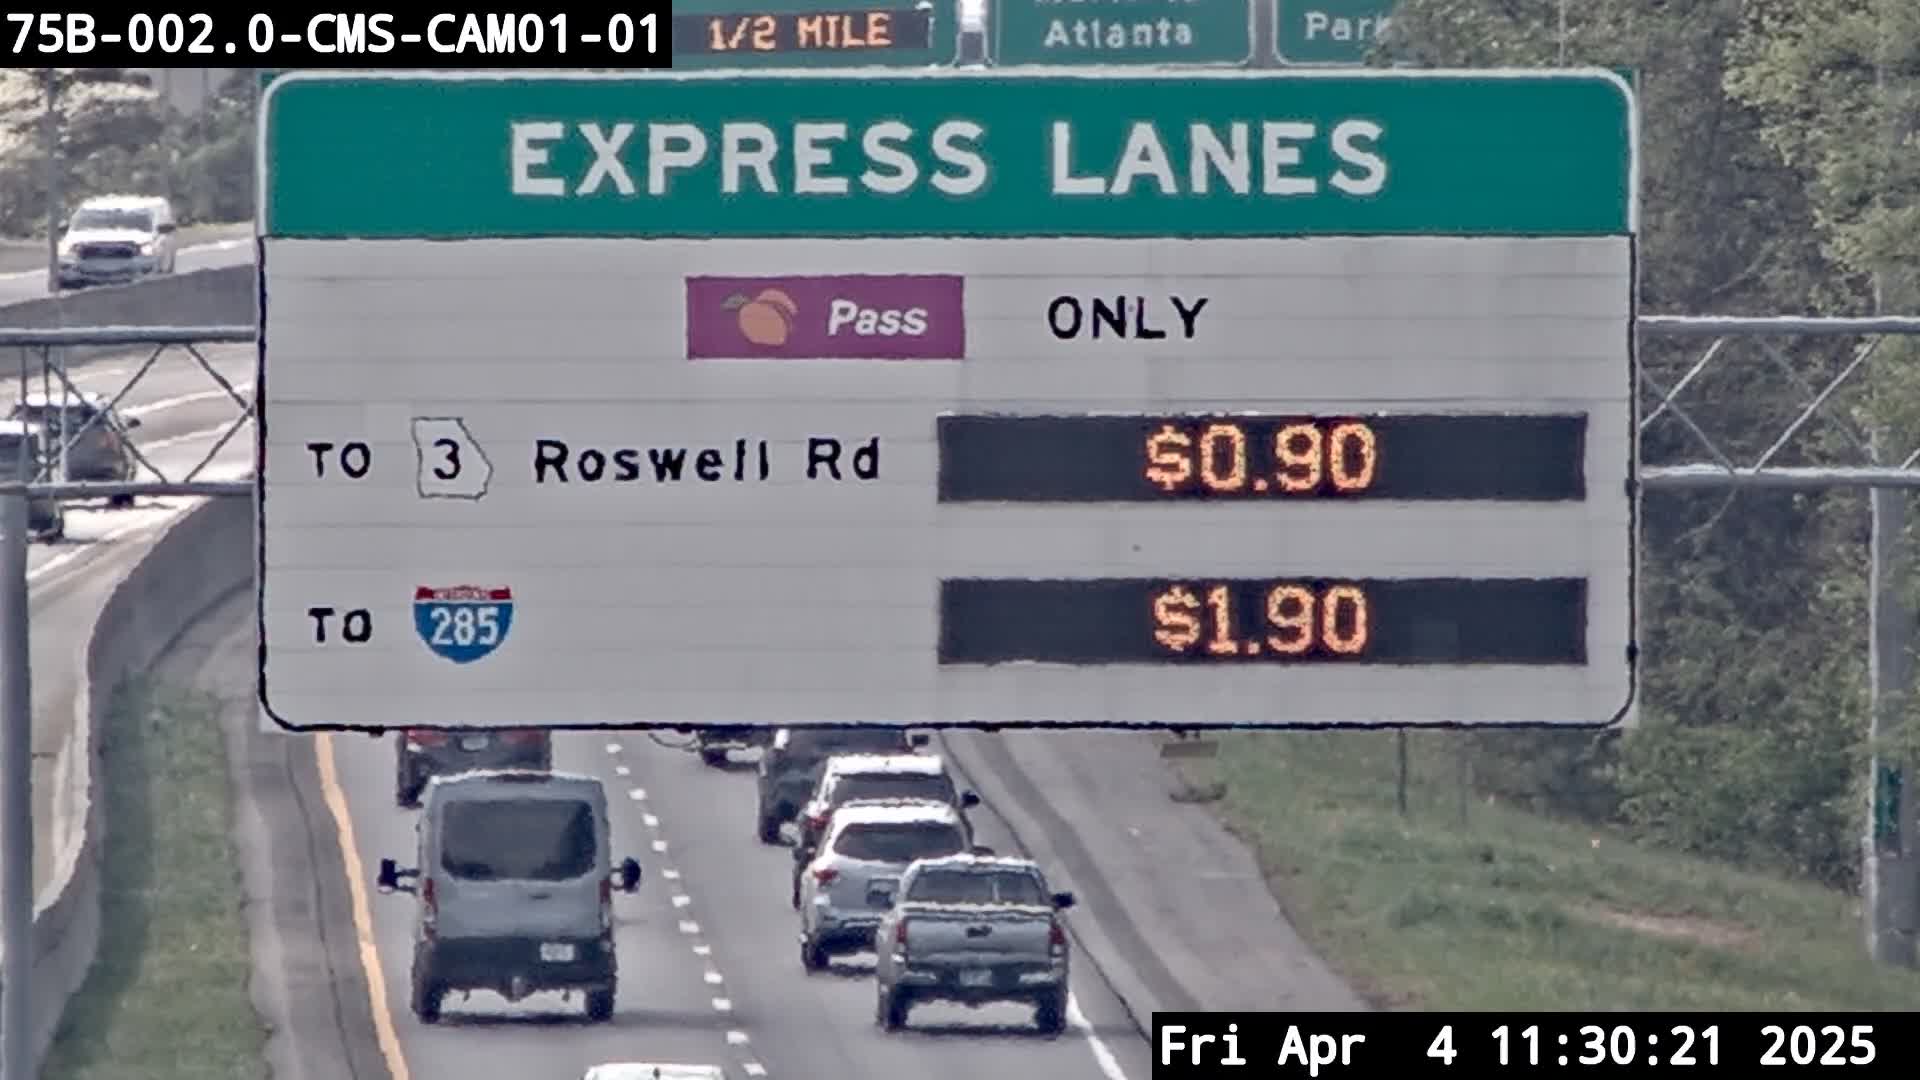 75B-002.0-CMS-CAM01-01
1/2 MILE
Atlanta
Park
EXPRESS LANES
Pass ONLY
TO 3 Roswell Rd $0.90
TO 285 $1.90
Fri Apr 4 11:30:21 2025